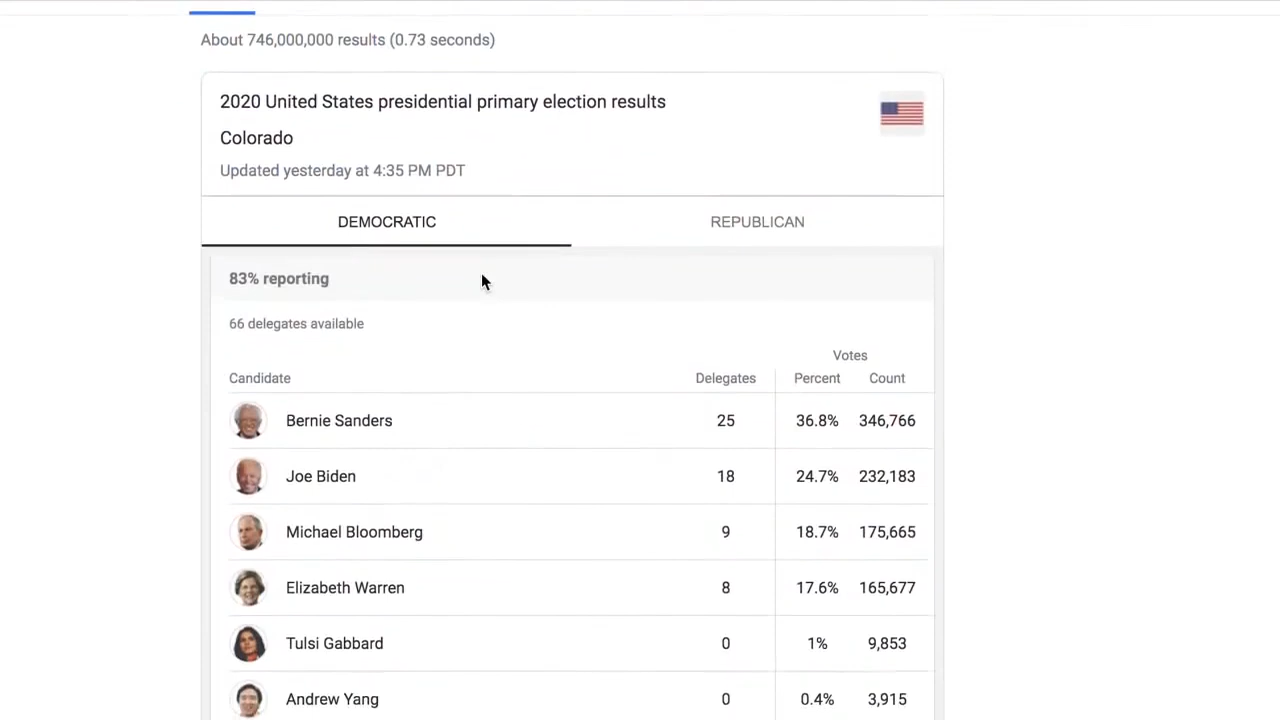 About 746,000,000 results (0.73 seconds)
2020 United States presidential primary election results
Colorado
Updated yesterday at 4:35 PM PDT
DEMOCRATIC REPUBLICAN
83% reporting
66 delegates available
Votes
Candidate Delegates Percent Count
Bernie Sanders 25 36.8% 346,766
Joe Biden 18 24.7% 232,183
Michael Bloomberg 9 18.7% 175,665
Elizabeth Warren 8 17.6% 165,677
Tulsi Gabbard 0 1% 9,853
Andrew Yang 0 0.4% 3,915